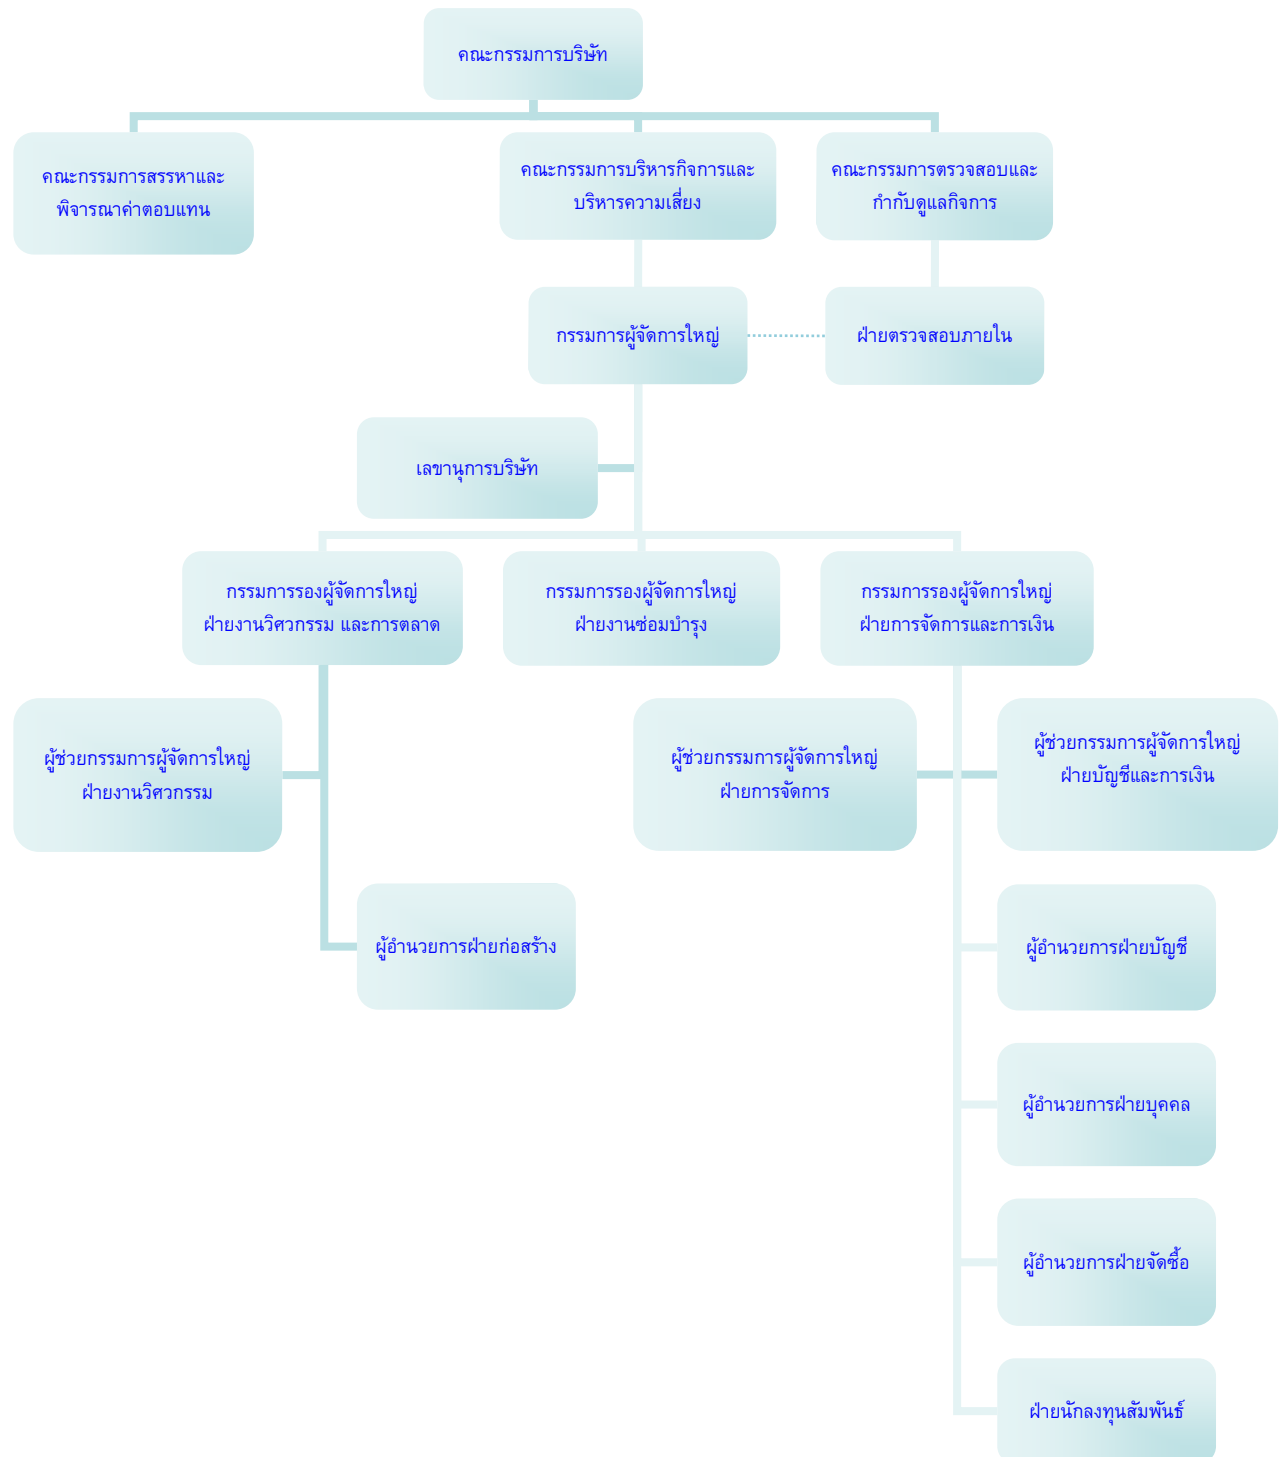 คณะกรรมการบริษัท
คณะกรรมการสรรหาและ
พิจารณาค่าตอบแทน
คณะกรรมการบริหารกิจการและ
บริหารความเสี่ยง
คณะกรรมการตรวจสอบและ
กำกับดูแลกิจการ
กรรมการผู้จัดการใหญ่
ฝ่ายตรวจสอบภายใน
เลขานุการบริษัท
กรรมการรองผู้จัดการใหญ่
ฝ่ายงานวิศวกรรม และการตลาด
กรรมการรองผู้จัดการใหญ่
ฝ่ายงานซ่อมบำรุง
กรรมการรองผู้จัดการใหญ่
ฝ่ายการจัดการและการเงิน
ผู้ช่วยกรรมการผู้จัดการใหญ่
ฝ่ายงานวิศวกรรม
ผู้ช่วยกรรมการผู้จัดการใหญ่
ฝ่ายการจัดการ
ผู้ช่วยกรรมการผู้จัดการใหญ่
ฝ่ายบัญชีและการเงิน
ผู้อำนวยการฝ่ายก่อสร้าง
ผู้อำนวยการฝ่ายบัญชี
ผู้อำนวยการฝ่ายบุคคล
ผู้อำนวยการฝ่ายจัดซื้อ
ฝ่ายนักลงทุนสัมพันธ์